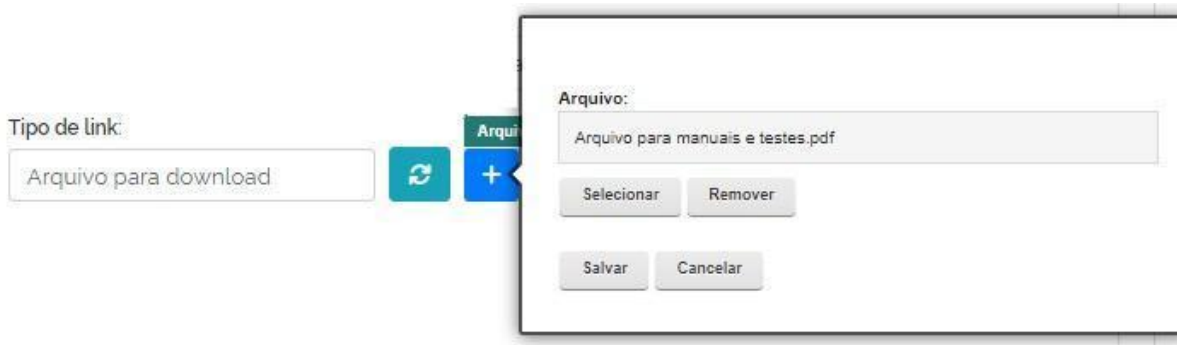 Tipo de link:
Arquivo para download
Arquivo:
Arquivo para manuais e testes.pdf
Selecionar Remover
Salvar Cancelar